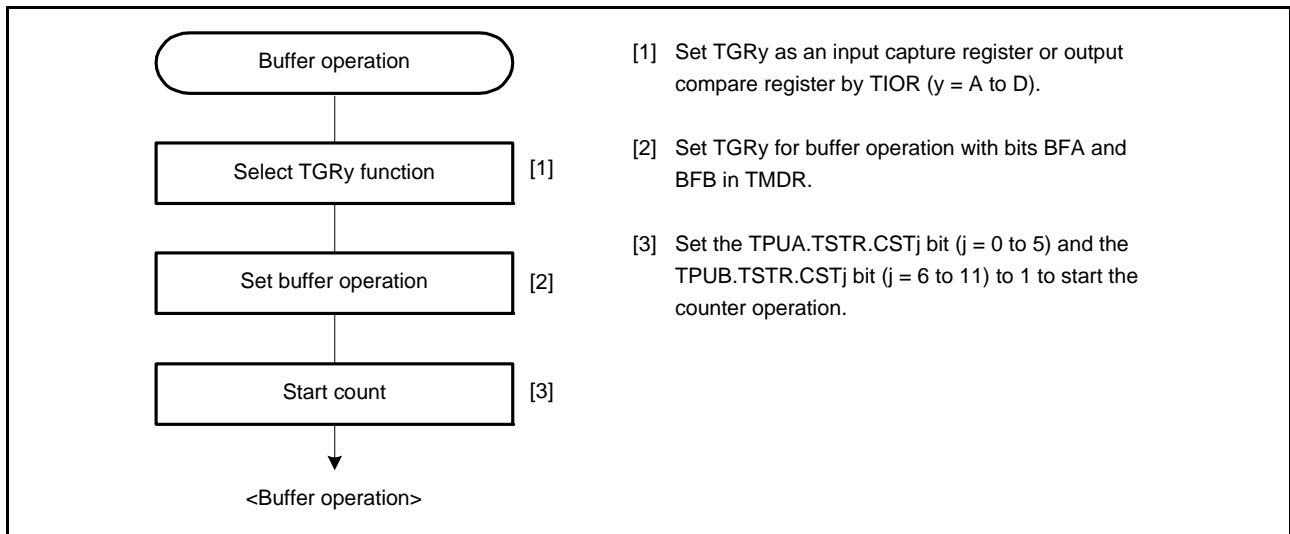 Buffer operation
Select TGRy function
[1]
Set buffer operation
[2]
Start count
[3]
<Buffer operation>
[1] Set TGRy as an input capture register or output
compare register by TIOR (y = A to D).
[2] Set TGRy for buffer operation with bits BFA and
BFB in TMDR.
[3] Set the TPUA.TSTR.CSTj bit (j = 0 to 5) and the
TPUB.TSTR.CSTj bit (j = 6 to 11) to 1 to start the
counter operation.